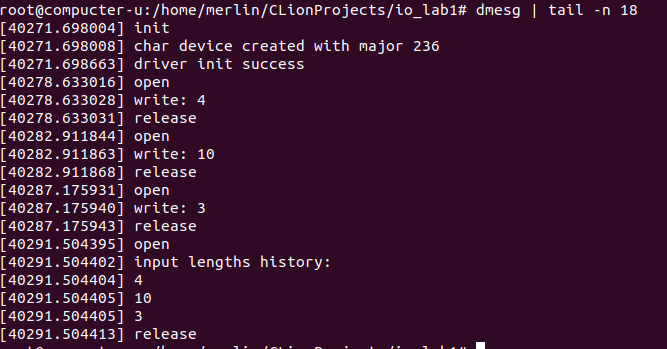 root@compucter-u:/home/merlin/CLionProjects/io_lab1# dmesg | tail -n 18
[40271.698004] init
[40271.698008] char device created with major 236
[40271.698663] driver init success
[40278.633016] open
[40278.633028] write: 4
[40278.633031] release
[40282.911844] open
[40282.911863] write: 10
[40282.911868] release
[40287.175931] open
[40287.175940] write: 3
[40287.175943] release
[40291.504395] open
[40291.504402] input lengths history:
[40291.504404] 4
[40291.504405] 10
[40291.504405] 3
[40291.504413] release